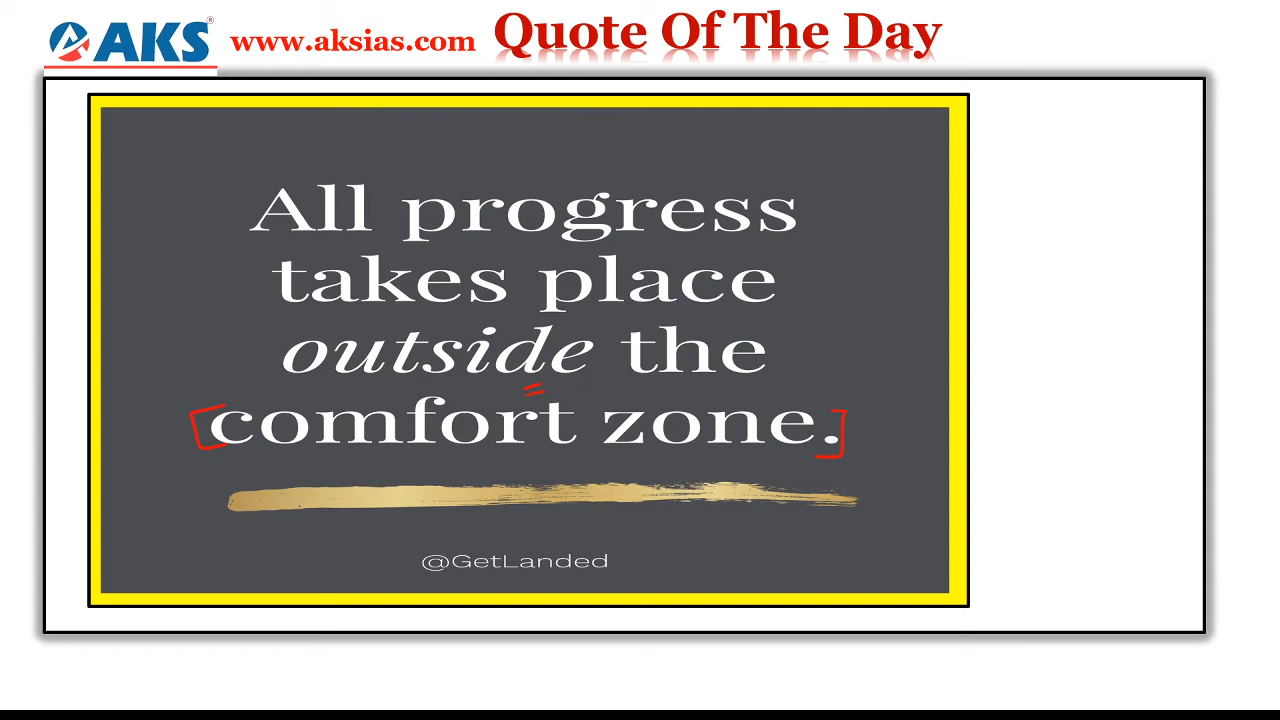 AKS®
www.aksias.com
Quote Of The Day
All progress
takes place
outside the
comfort zone.
@GetLanded